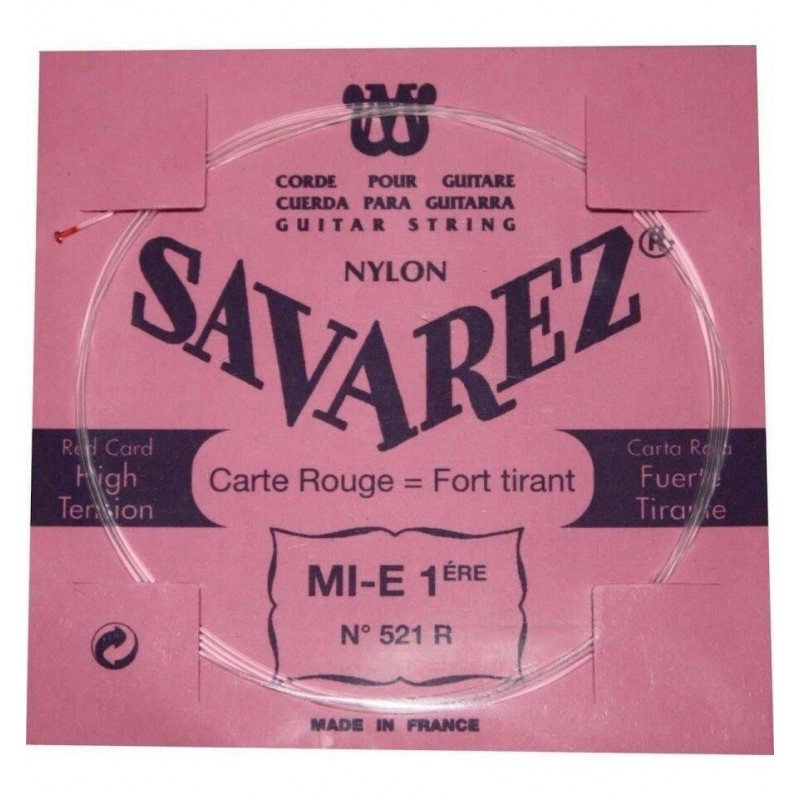 CORDE POUR GUITARE
CUERDA PARA GUITARRA
GUITAR STRING
NYLON
SAVAREZ®
Red Card
High
Tension
Carte Rouge = Fort tirant
Carta Roja
Fuerte
Tirante
MI-E 1ÉRE
N° 521 R
MADE IN FRANCE